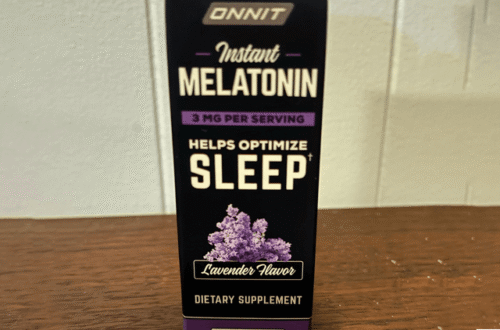 ONNIT
Instant
MELATONIN
3 MG PER SERVING
HELPS OPTIMIZE
SLEEP†
Lavender Flavor
DIETARY SUPPLEMENT